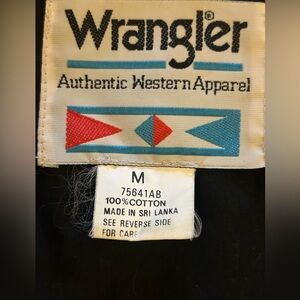 Wrangler®
Authentic Western Apparel
M
75641AB
100% COTTON
MADE IN SRI LANKA
SEE REVERSE SIDE
FOR CARE